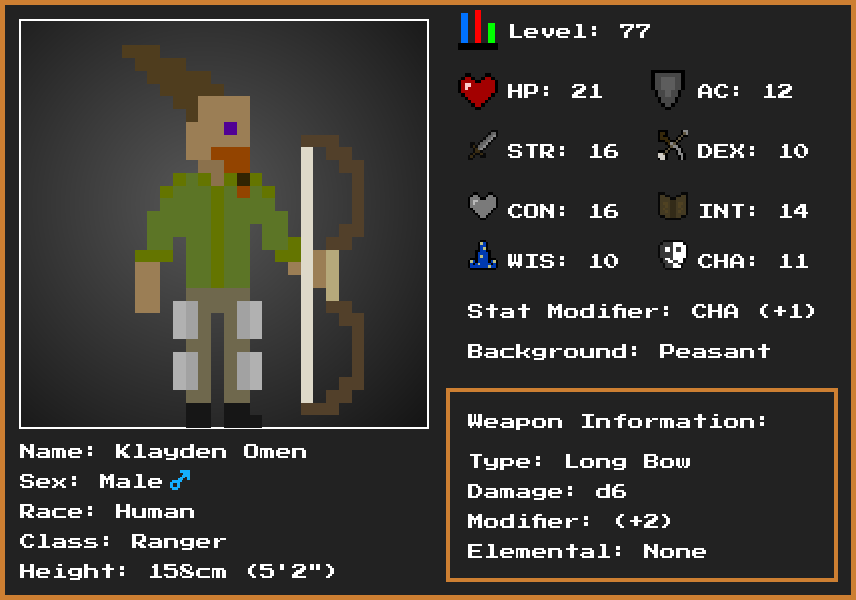 Level: 77
HP: 21 AC: 12
STR: 16 DEX: 10
CON: 16 INT: 14
WIS: 10 CHA: 11
Stat Modifier: CHA (+1)
Background: Peasant
Weapon Information:
Type: Long Bow
Damage: d6
Modifier: (+2)
Elemental: None
Name: Klayden Omen
Sex: Male♂
Race: Human
Class: Ranger
Height: 158cm (5'2")